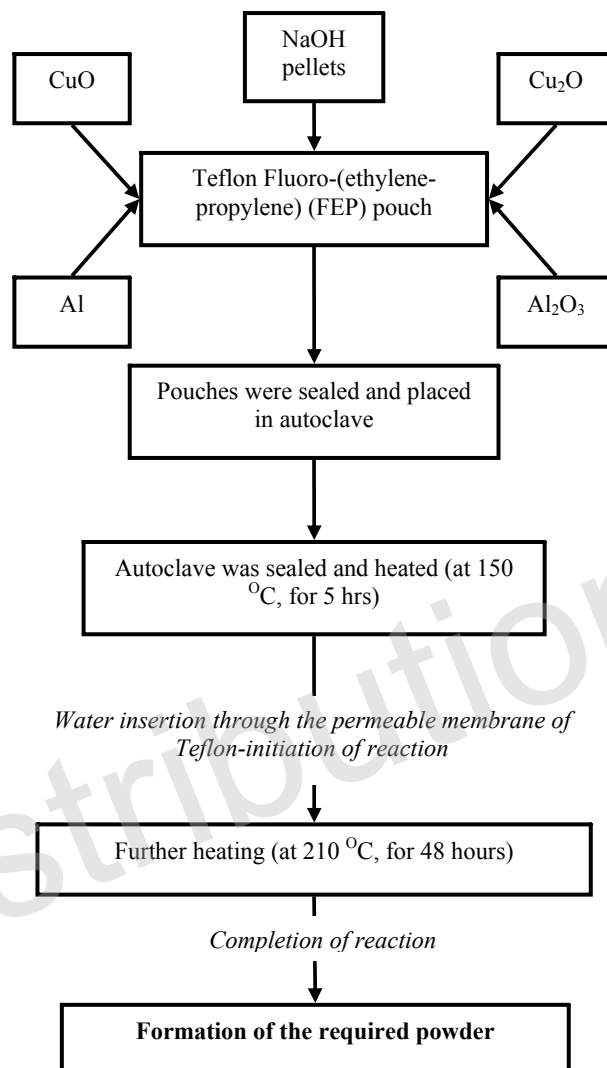 NaOH
pellets
CuO
Cu₂O
Teflon Fluoro-(ethylene-
propylene) (FEP) pouch
Al
Al₂O₃
Pouches were sealed and placed
in autoclave
Autoclave was sealed and heated (at 150
ᴼC, for 5 hrs)
Water insertion through the permeable membrane of
Teflon-initiation of reaction
Further heating (at 210 ᴼC, for 48 hours)
Completion of reaction
Formation of the required powder
stribution